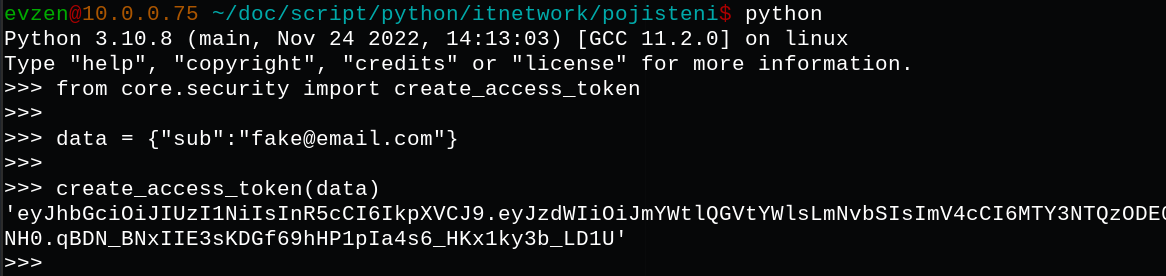 evzen@10.0.0.75 ~/doc/script/python/itnetwork/pojisteni$ python
Python 3.10.8 (main, Nov 24 2022, 14:13:03) [GCC 11.2.0] on linux
Type "help", "copyright", "credits" or "license" for more information.
>>> from core.security import create_access_token
>>>
>>> data = {"sub":"fake@email.com"}
>>>
>>> create_access_token(data)
'eyJhbGciOiJIUzI1NiIsInR5cCI6IkpXVCJ9.eyJzdWIiOiJmYWtlQGVtYWlsLmNvbSIsImV4cCI6MTY3NTQzODE0
NH0.qBDN_BNxIIE3sKDGf69hHP1pIa4s6_HKx1ky3b_LD1U'
>>>